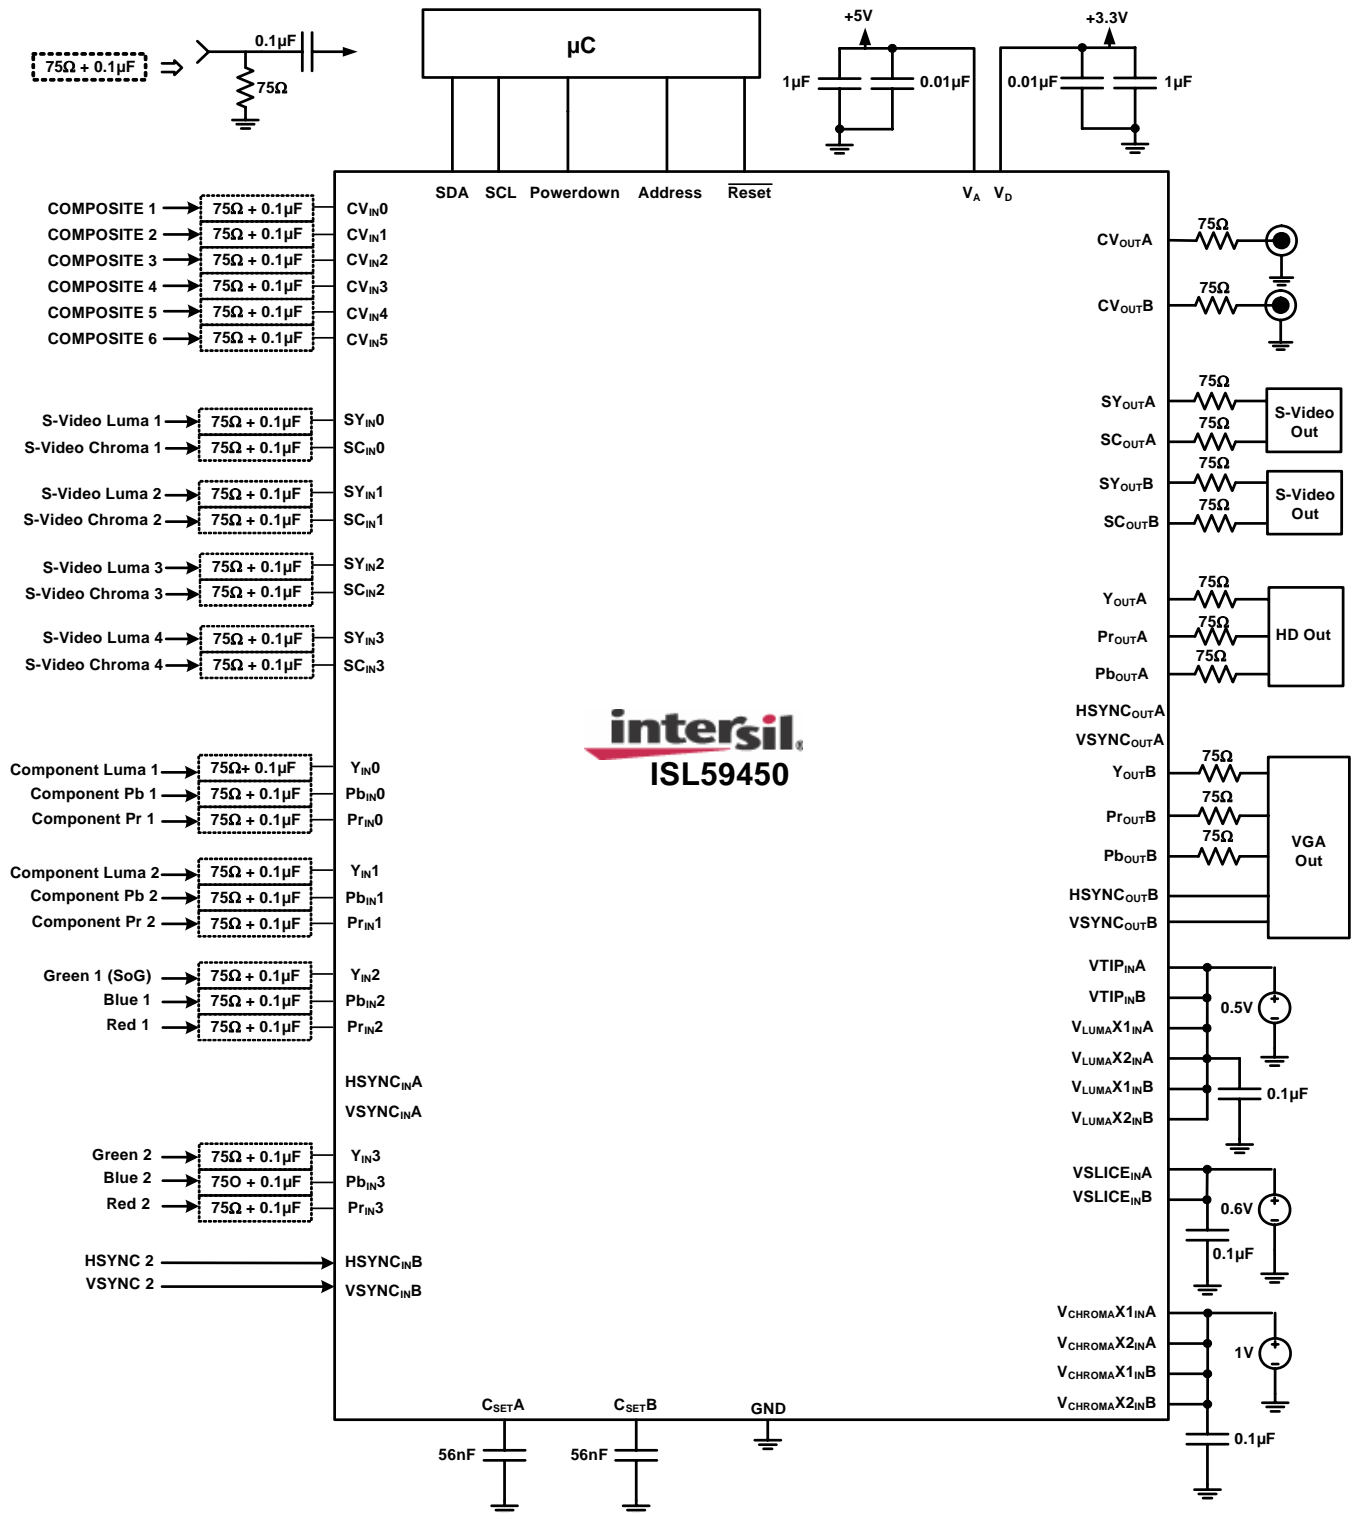 75Ω + 0.1µF
0.1µF
75Ω
µC
+5V
1µF
0.01µF
+3.3V
0.01µF
1µF
SDA SCL Powerdown Address Reset VA VD
COMPOSITE 1 75Ω + 0.1µF CVIN0
COMPOSITE 2 75Ω + 0.1µF CVIN1
COMPOSITE 3 75Ω + 0.1µF CVIN2
COMPOSITE 4 75Ω + 0.1µF CVIN3
COMPOSITE 5 75Ω + 0.1µF CVIN4
COMPOSITE 6 75Ω + 0.1µF CVIN5
S-Video Luma 1 75Ω + 0.1µF SYIN0
S-Video Chroma 1 75Ω + 0.1µF SCIN0
S-Video Luma 2 75Ω + 0.1µF SYIN1
S-Video Chroma 2 75Ω + 0.1µF SCIN1
S-Video Luma 3 75Ω + 0.1µF SYIN2
S-Video Chroma 3 75Ω + 0.1µF SCIN2
S-Video Luma 4 75Ω + 0.1µF SYIN3
S-Video Chroma 4 75Ω + 0.1µF SCIN3
Component Luma 1 75Ω+ 0.1µF YIN0
Component Pb 1 75Ω + 0.1µF PbIN0
Component Pr 1 75Ω + 0.1µF PrIN0
Component Luma 2 75Ω + 0.1µF YIN1
Component Pb 2 75Ω + 0.1µF PbIN1
Component Pr 2 75Ω + 0.1µF PrIN1
Green 1 (SoG) 75Ω + 0.1µF YIN2
Blue 1 75Ω + 0.1µF PbIN2
Red 1 75Ω + 0.1µF PrIN2
HSYNCINA
VSYNCINA
Green 2 75Ω + 0.1µF YIN3
Blue 2 75O + 0.1µF PbIN3
Red 2 75Ω + 0.1µF PrIN3
HSYNC 2 HSYNCINB
VSYNC 2 VSYNCINB
intersil®
ISL59450
CVOUTA 75Ω
CVOUTB 75Ω
SYOUTA 75Ω
SCOUTA 75Ω
S-Video
Out
SYOUTB 75Ω
SCOUTB 75Ω
S-Video
Out
YOUTA 75Ω
PrOUTA 75Ω
PbOUTA 75Ω
HD Out
HSYNCOUTA
VSYNCOUTA
YOUTB 75Ω
PrOUTB 75Ω
PbOUTB 75Ω
HSYNCOUTB
VSYNCOUTB
VGA
Out
VTIPINA
VTIPINB
VLUMAX1INA
VLUMAX2INA
VLUMAX1INB
VLUMAX2INB
0.5V + -
0.1µF
VSLICEINA
VSLICEINB
0.6V + -
0.1µF
VCHROMAX1INA
VCHROMAX2INA
VCHROMAX1INB
VCHROMAX2INB
1V + -
0.1µF
CSETA CSETB GND
56nF 56nF